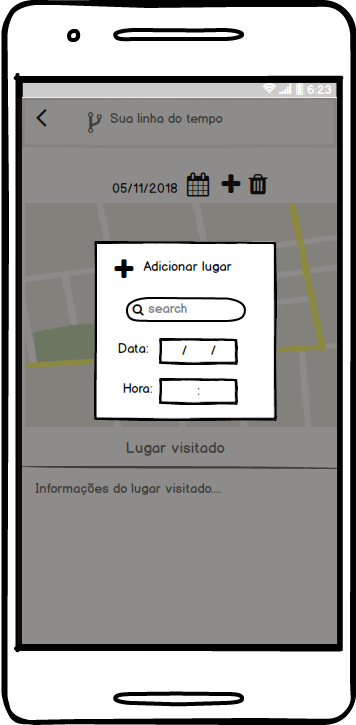 6:23
Sua linha do tempo
05/11/2018
Adicionar lugar
search
Data: / /
Hora: :
Lugar visitado
Informações do lugar visitado....